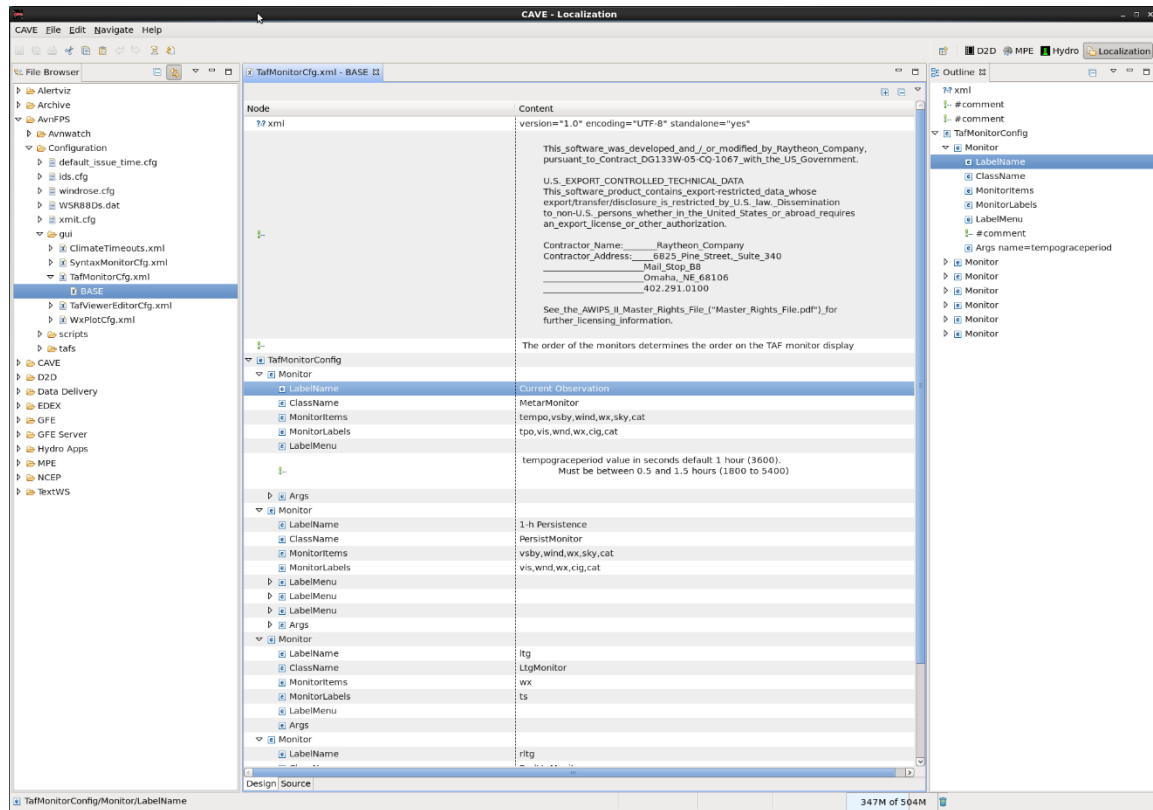 CAVE - Localization
CAVE File Edit Navigate Help
D2D MPE Hydro Localization
File Browser
Alertviz
Archive
AvnFPS
Avnwatch
Configuration
default_issue_time.cfg
ids.cfg
windrose.cfg
WSR88Ds.dat
xmit.cfg
gui
ClimateTimeouts.xml
SyntaxMonitorCfg.xml
TafMonitorCfg.xml
BASE
TafViewerEditorCfg.xml
WxPlotCfg.xml
scripts
tafs
CAVE
D2D
Data Delivery
EDEX
GFE
GFE Server
Hydro Apps
MPE
NCEP
TextWS
TafMonitorCfg.xml - BASE
Node Content
?-? xml version="1.0" encoding="UTF-8" standalone="yes"
This_software_was_developed_and_/_or_modified_by_Raytheon_Company,
pursuant_to_Contract_DG133W-05-CQ-1067_with_the_US_Government.
U.S._EXPORT_CONTROLLED_TECHNICAL_DATA
This_software_product_contains_export-restricted_data_whose
export/transfer/disclosure_is_restricted_by_U.S._law._Dissemination
to_non-U.S._persons_whether_in_the_United_States_or_abroad_requires
an_export_license_or_other_authorization.
Contractor_Name:_______Raytheon_Company
Contractor_Address:____6825_Pine_Street,_Suite_340
____________________Mail_Stop_B8
____________________Omaha,_NE_68106
____________________402.291.0100
See_the_AWIPS_II_Master_Rights_File_("Master_Rights_File.pdf")_for
further_licensing_information.
The order of the monitors determines the order on the TAF monitor display
TafMonitorConfig
Monitor
LabelName Current Observation
ClassName MetarMonitor
MonitorItems tempo,vsby,wind,wx,sky,cat
MonitorLabels tpo,vis,wnd,wx,cig,cat
LabelMenu
tempograceperiod value in seconds default 1 hour (3600).
Must be between 0.5 and 1.5 hours (1800 to 5400)
Args
Monitor
LabelName 1-h Persistence
ClassName PersistMonitor
MonitorItems vsby,wind,wx,sky,cat
MonitorLabels vis,wnd,wx,cig,cat
LabelMenu
LabelMenu
LabelMenu
Args
Monitor
LabelName ltg
ClassName LtgMonitor
MonitorItems wx
MonitorLabels ts
LabelMenu
Args
Monitor
LabelName rltg
Design Source
Outline
?-? xml
#comment
#comment
TafMonitorConfig
Monitor
LabelName
ClassName
MonitorItems
MonitorLabels
LabelMenu
#comment
Args name=tempograceperiod
Monitor
Monitor
Monitor
Monitor
Monitor
Monitor
TafMonitorConfig/Monitor/LabelName
347M of 504M